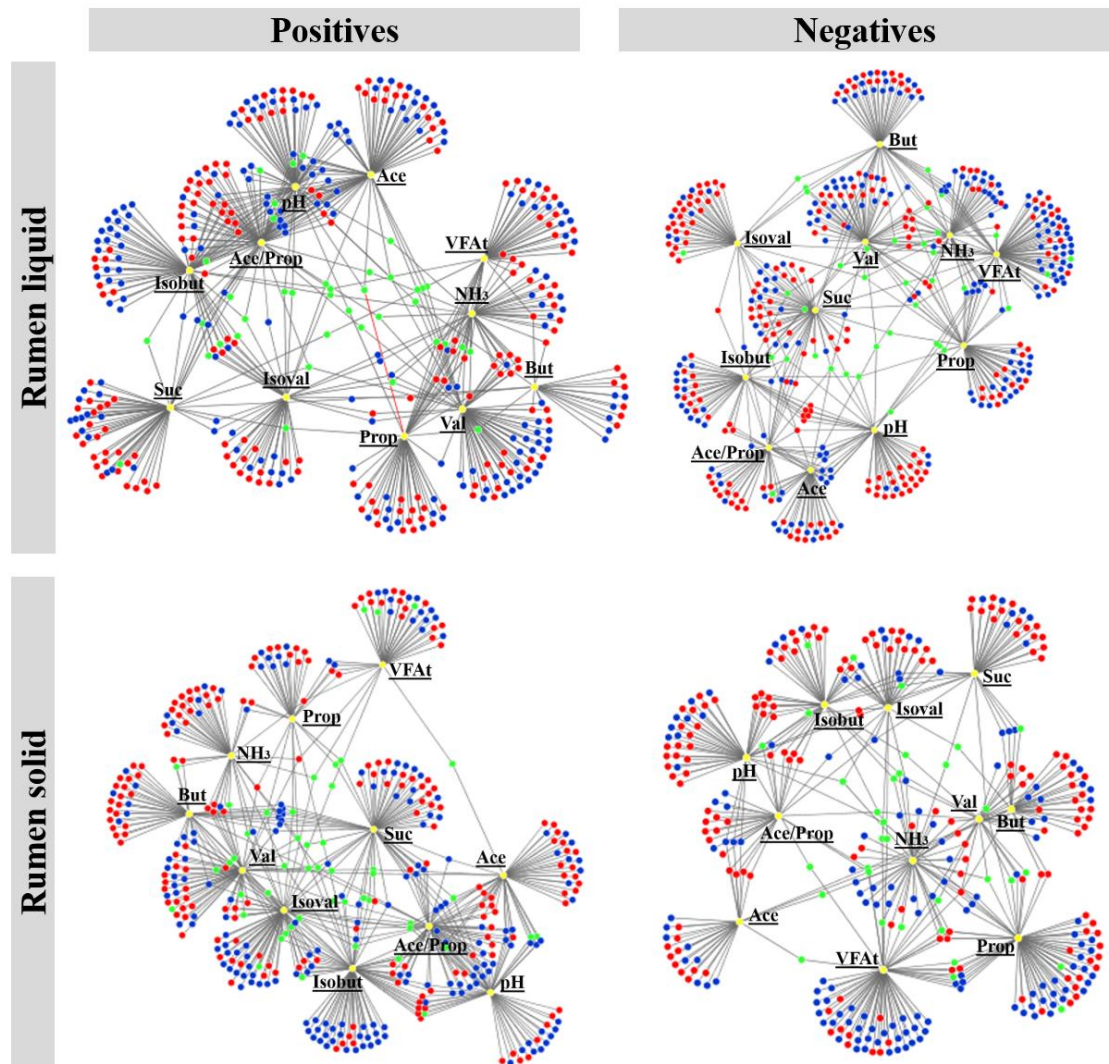 Positives
Negatives
Rumen liquid
Ace
pH
Ace/Prop
VFAt
Isobut
NH₃
But
Suc
Isoval
Val
Prop
But
Isoval
Val
NH₃
VFAt
Suc
Isobut
Prop
pH
Ace/Prop
Ace
Rumen solid
VFAt
Prop
NH₃
But
Suc
Val
Ace
Isoval
Ace/Prop
Isobut
pH
Suc
Isobut
Isoval
pH
Val
But
Ace/Prop
NH₃
Ace
Prop
VFAt